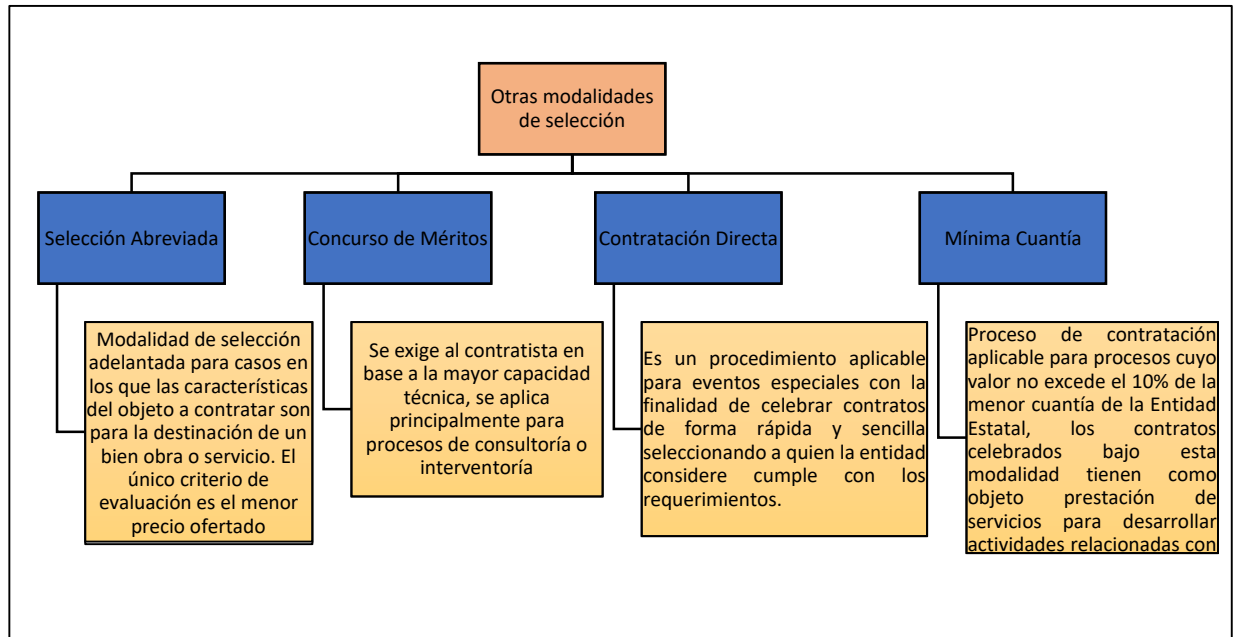 Otras modalidades
de selección
Selección Abreviada
Concurso de Méritos
Contratación Directa
Mínima Cuantía
Modalidad de selección
adelantada para casos en
los que las características
del objeto a contratar son
para la destinación de un
bien obra o servicio. El
único criterio de
evaluación es el menor
precio ofertado
Se exige al contratista en
base a la mayor capacidad
técnica, se aplica
principalmente para
procesos de consultoría o
interventoría
Es un procedimiento aplicable
para eventos especiales con la
finalidad de celebrar contratos
de forma rápida y sencilla
seleccionando a quien la entidad
considere cumple con los
requerimientos.
Proceso de contratación
aplicable para procesos cuyo
valor no excede el 10% de la
menor cuantía de la Entidad
Estatal, los contratos
celebrados bajo esta
modalidad tienen como
objeto prestación de
servicios para desarrollar
actividades relacionadas con